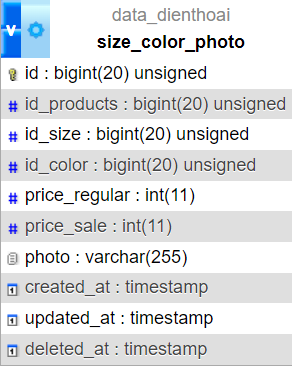 v
data_dienthoai
size_color_photo
id : bigint(20) unsigned
# id_products : bigint(20) unsigned
# id_size : bigint(20) unsigned
# id_color : bigint(20) unsigned
# price_regular : int(11)
# price_sale : int(11)
photo : varchar(255)
created_at : timestamp
updated_at : timestamp
deleted_at : timestamp